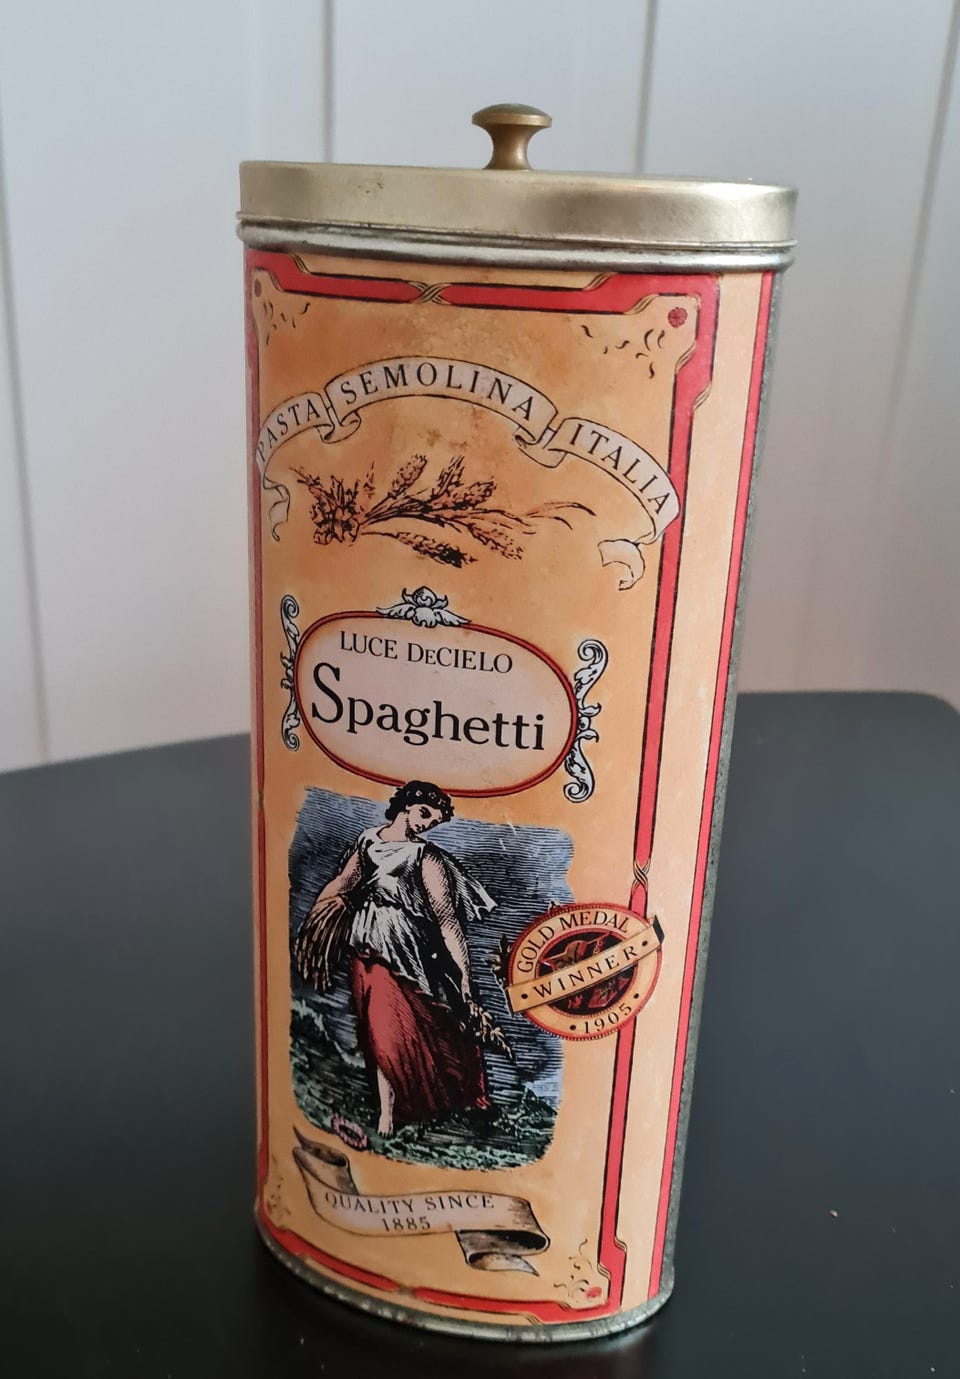 PASTA SEMOLINA ITALIA
LUCE DeCIELO
Spaghetti
GOLD MEDAL
• WINNER •
• 1905 •
QUALITY SINCE
1885